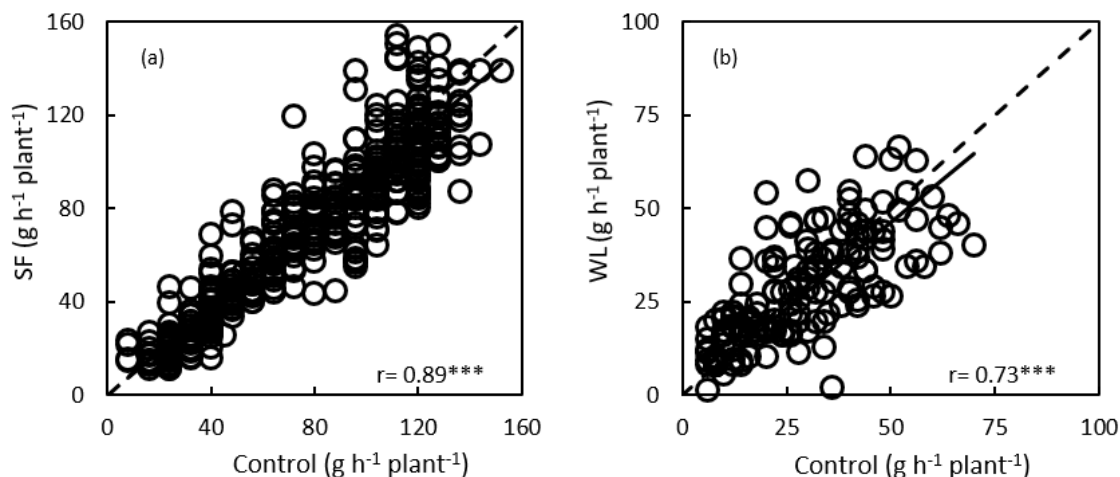 160
120
80
40
0
SF (g h⁻¹ plant⁻¹)
(a)
r= 0.89***
0 40 80 120 160
Control (g h⁻¹ plant⁻¹)
100
75
50
25
0
WL (g h⁻¹ plant⁻¹)
(b)
r= 0.73***
0 25 50 75 100
Control (g h⁻¹ plant⁻¹)